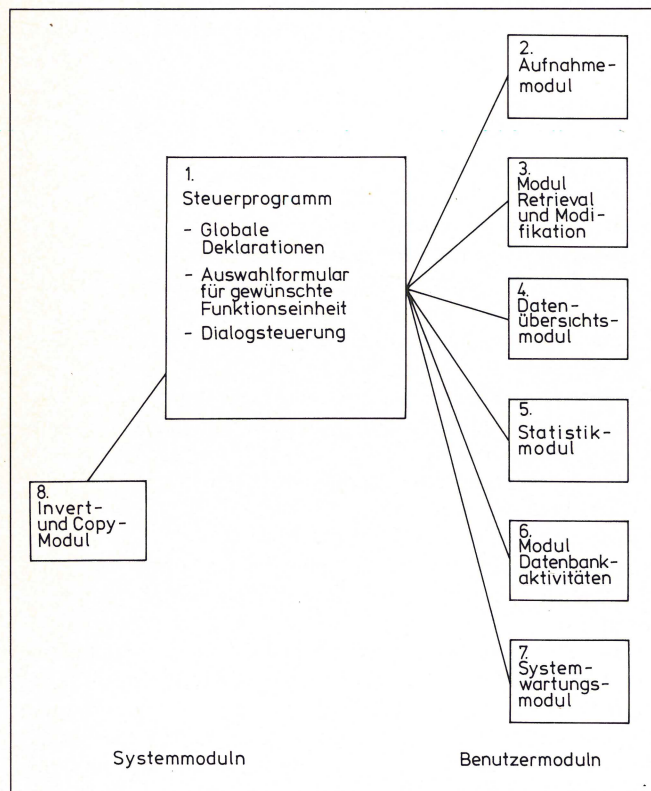 1.
Steuerprogramm
- Globale
Deklarationen
- Auswahlformular
für gewünschte
Funktionseinheit
- Dialogsteuerung
2.
Aufnahme-
modul
3.
Modul
Retrieval
und Modi-
fikation
4.
Daten-
übersichts-
modul
5.
Statistik-
modul
6.
Modul
Datenbank-
aktivitäten
7.
System-
wartungs-
modul
8.
Invert-
und Copy-
Modul
Systemmoduln
Benutzermoduln